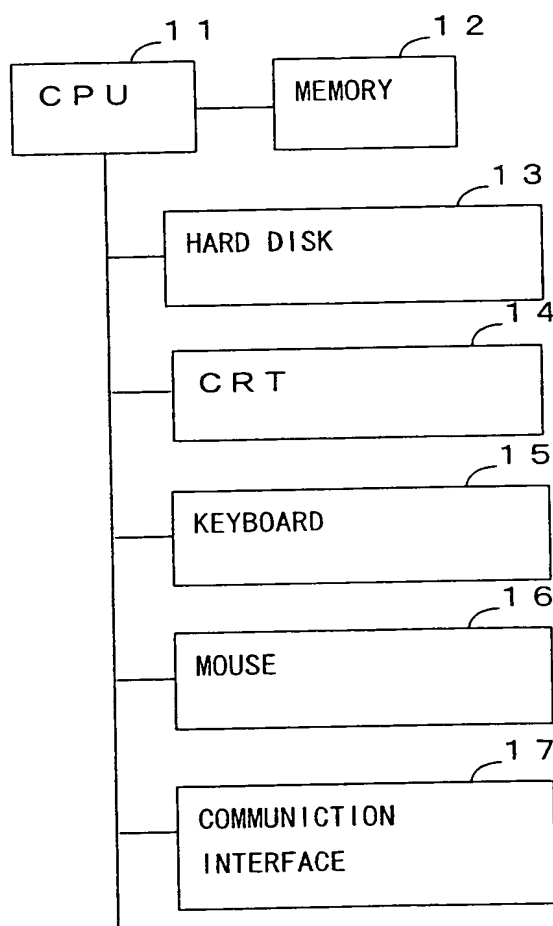 11
12
CPU
MEMORY
13
HARD DISK
14
CRT
15
KEYBOARD
16
MOUSE
17
COMMUNICTION
INTERFACE